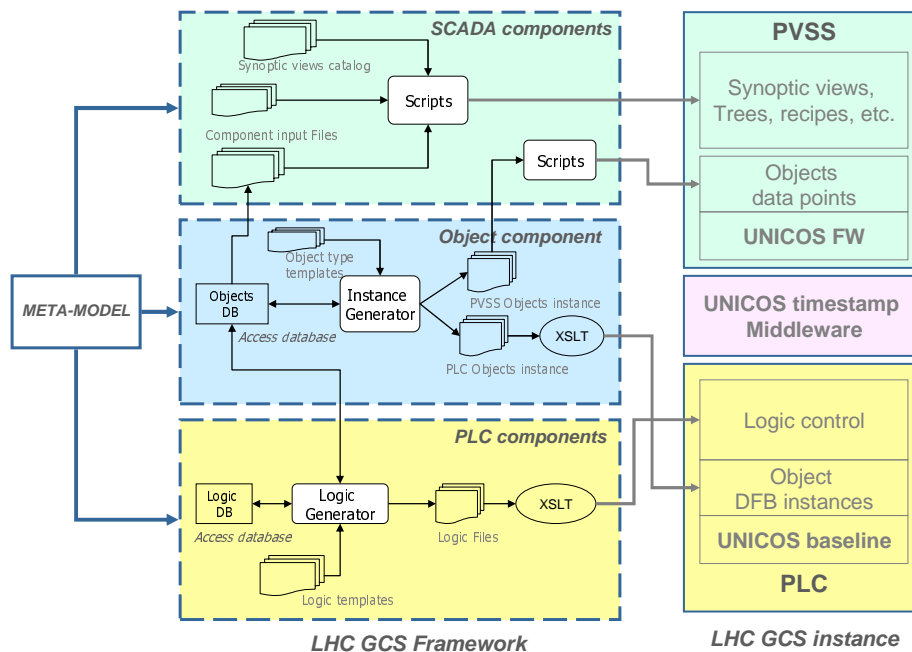 SCADA components
Synoptic views catalog
Scripts
Component input Files
Scripts
Object component
Object type
templates
Objects
DB
Access database
Instance
Generator
PVSS Objects instance
PLC Objects instance
XSLT
META-MODEL
PLC components
Logic
DB
Access database
Logic
Generator
Logic Files
XSLT
Logic templates
LHC GCS Framework
PVSS
Synoptic views,
Trees, recipes, etc.
Objects
data points
UNICOS FW
UNICOS timestamp
Middleware
Logic control
Object
DFB instances
UNICOS baseline
PLC
LHC GCS instance